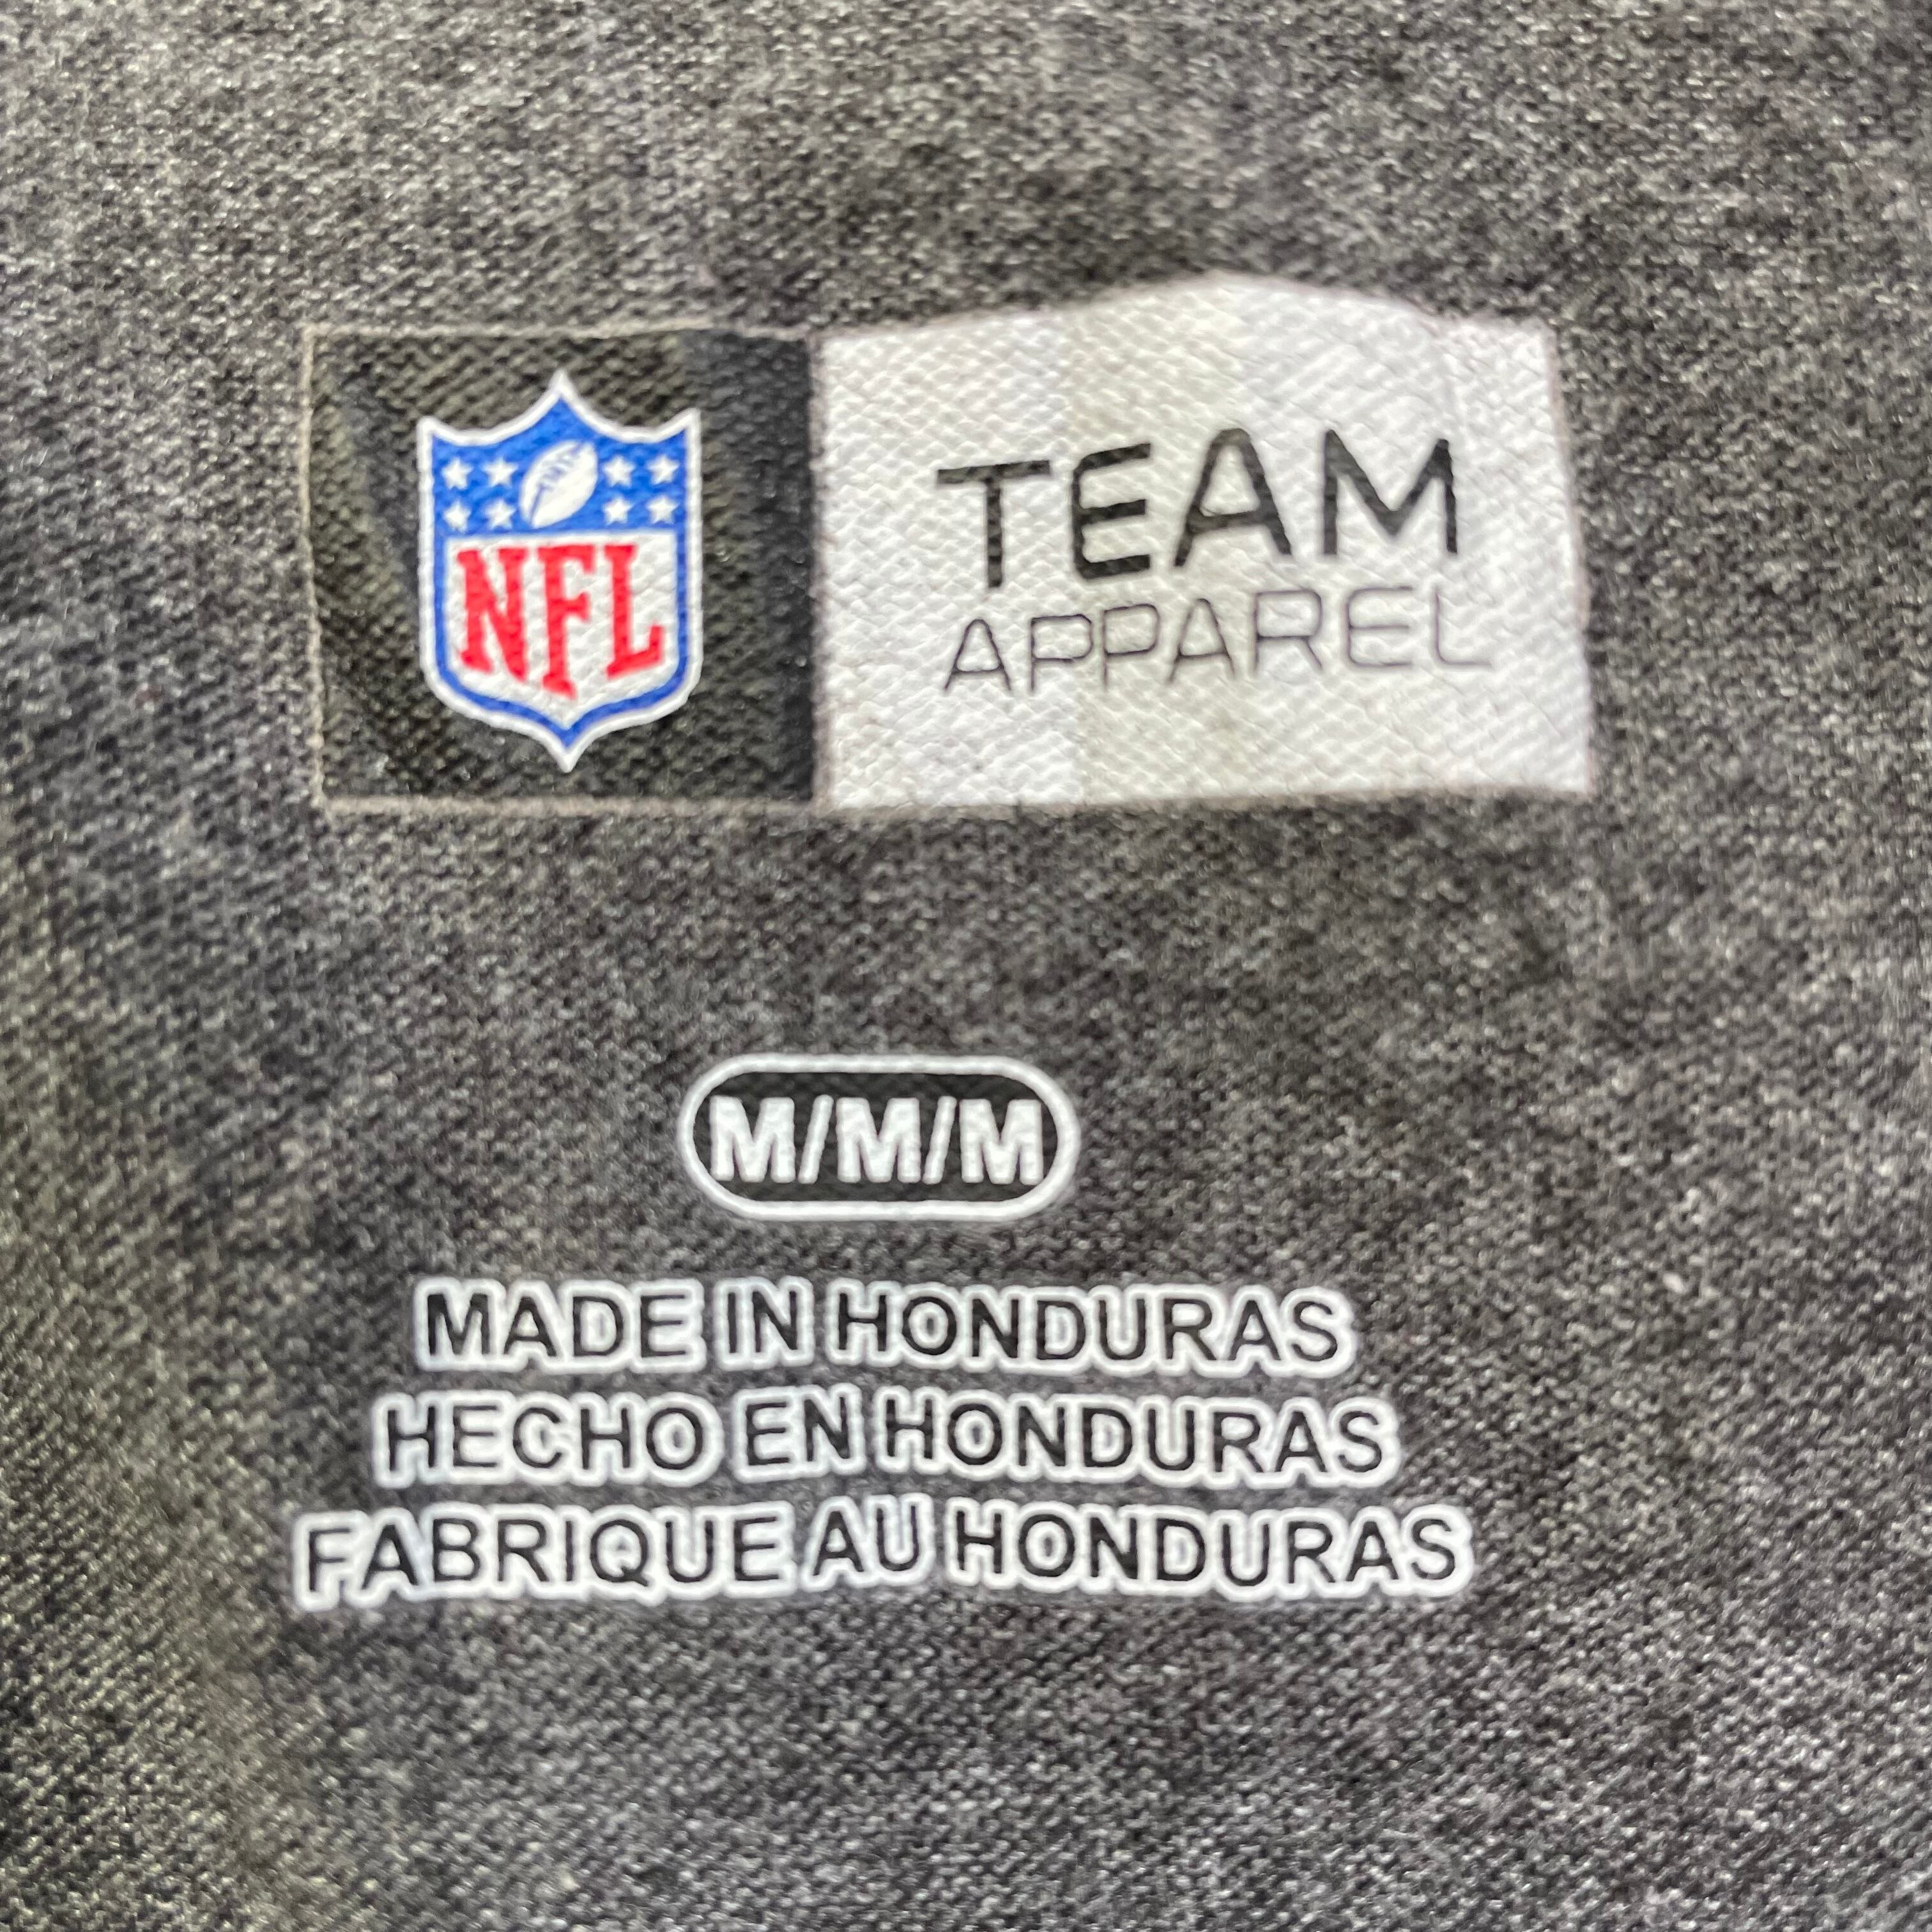 NFL
TEAM
APPAREL
M/M/M
MADE IN HONDURAS
HECHO EN HONDURAS
FABRIQUE AU HONDURAS